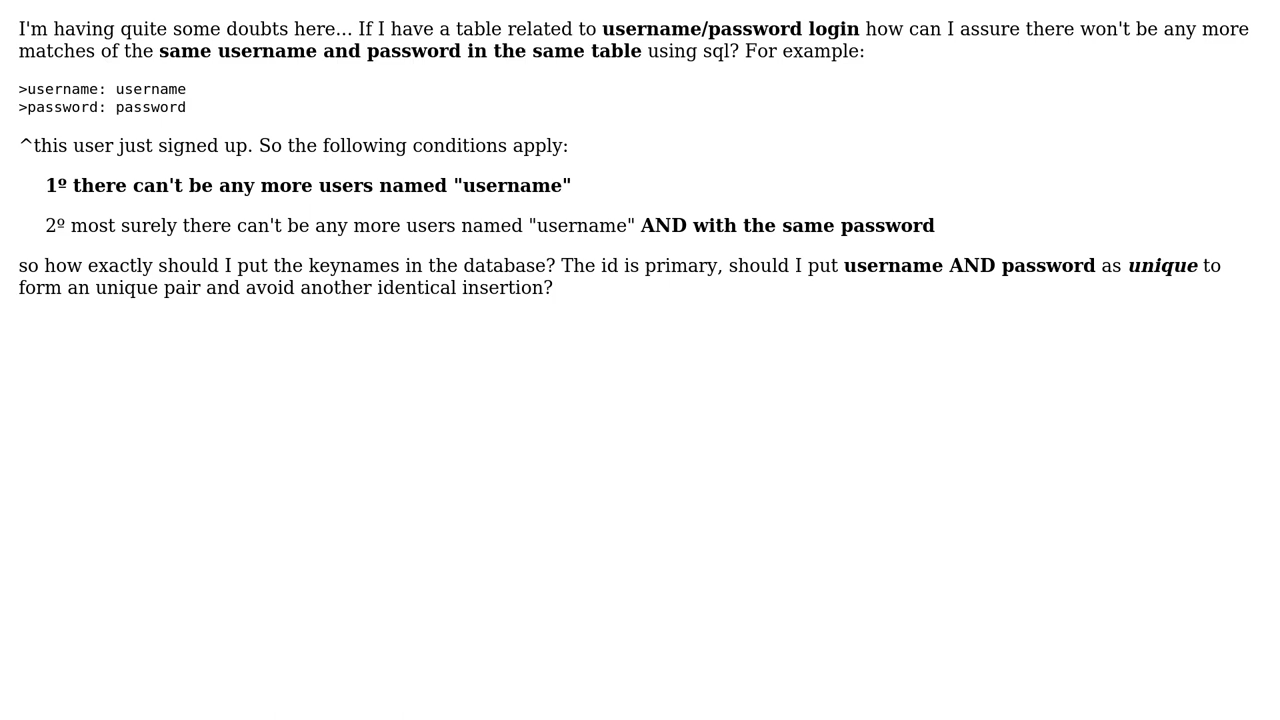 I'm having quite some doubts here... If I have a table related to username/password login how can I assure there won't be any more
matches of the same username and password in the same table using sql? For example:
>username: username
>password: password
^this user just signed up. So the following conditions apply:
1º there can't be any more users named "username"
2º most surely there can't be any more users named "username" AND with the same password
so how exactly should I put the keynames in the database? The id is primary, should I put username AND password as unique to
form an unique pair and avoid another identical insertion?